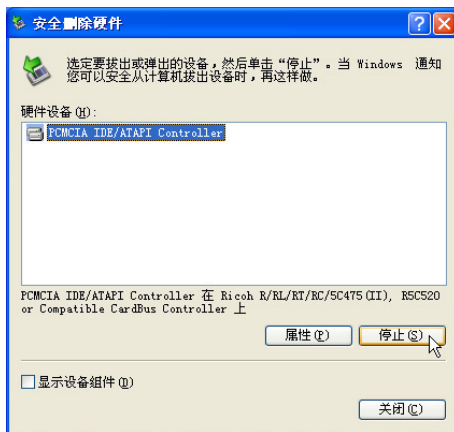 安全删除硬件
选定要拔出或弹出的设备，然后单击“停止”。当 Windows 通知
您可以安全从计算机拔出设备时，再这样做。
硬件设备(H):
PCMCIA IDE/ATAPI Controller
PCMCIA IDE/ATAPI Controller 在 Ricoh R/RL/RT/RC/5C475(II), R5C520
or Compatible CardBus Controller 上
属性(P)
停止(S)
显示设备组件(D)
关闭(C)